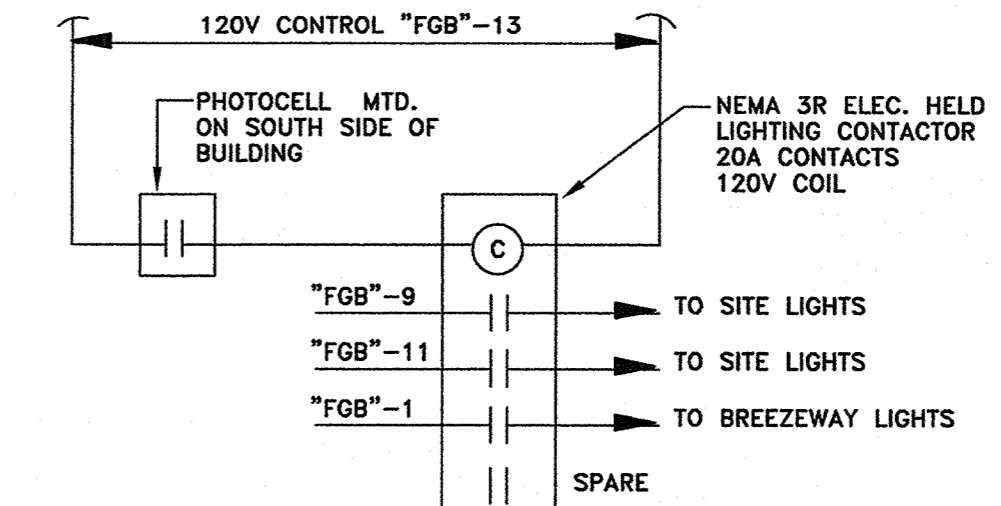 120V CONTROL "FGB"-13
PHOTOCELL MTD.
ON SOUTH SIDE OF
BUILDING
NEMA 3R ELEC. HELD
LIGHTING CONTACTOR
20A CONTACTS
120V COIL
C
"FGB"-9
TO SITE LIGHTS
"FGB"-11
TO SITE LIGHTS
"FGB"-1
TO BREEZEWAY LIGHTS
SPARE